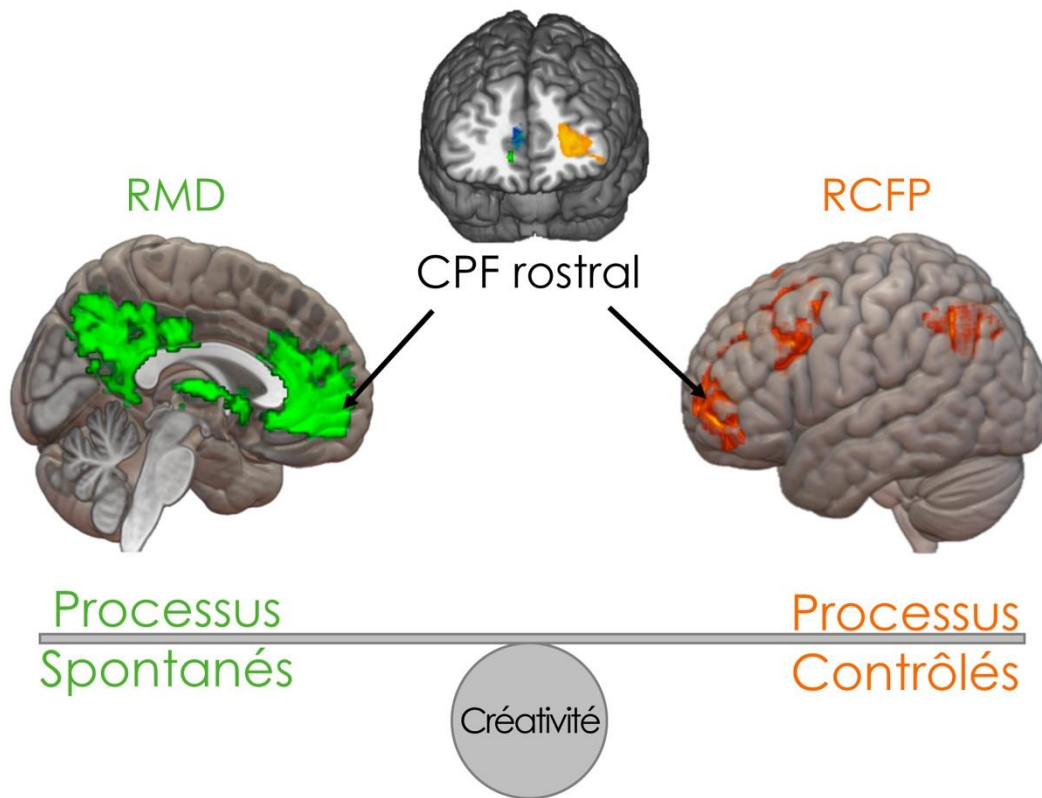 RMD
RCFP
CPF rostral
Processus
Spontanés
Processus
Contrôlés
Créativité